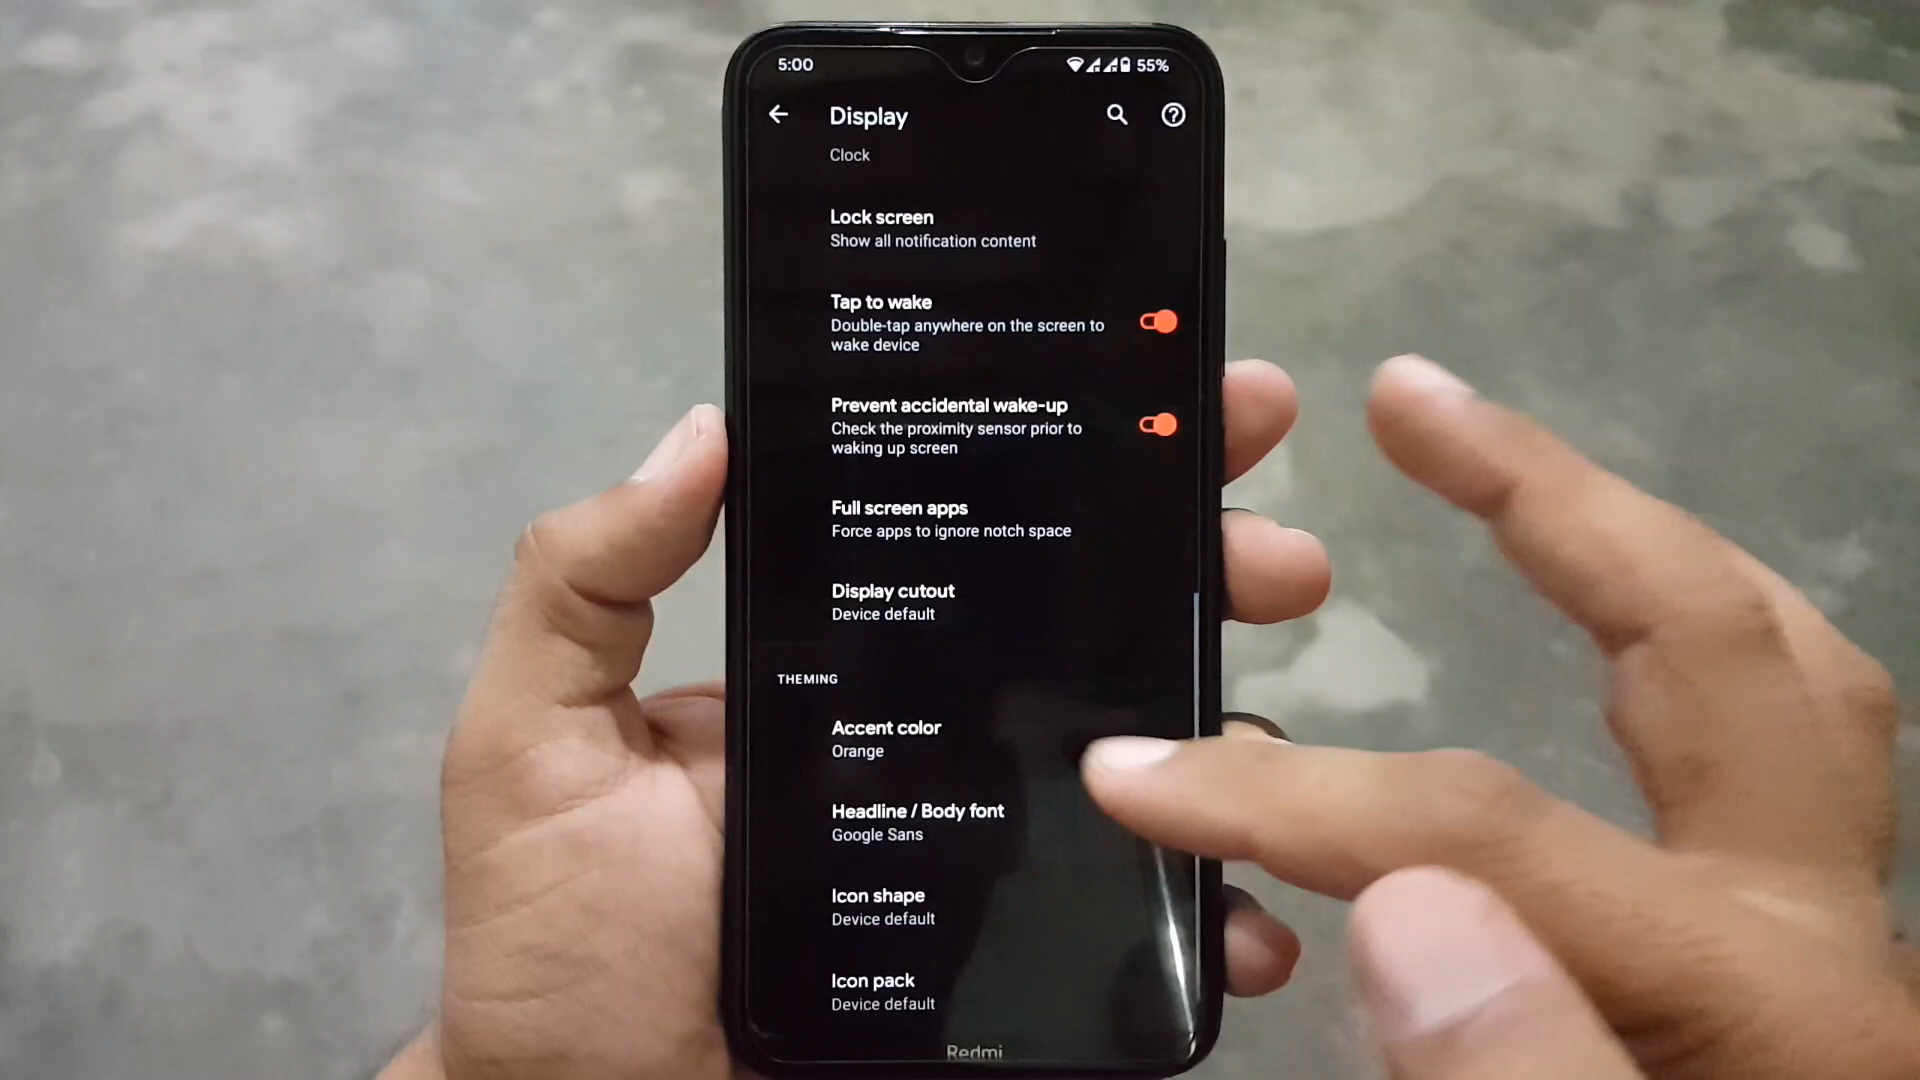 5:00
55%
Display
Clock
Lock screen
Show all notification content
Tap to wake
Double-tap anywhere on the screen to
wake device
Prevent accidental wake-up
Check the proximity sensor prior to
waking up screen
Full screen apps
Force apps to ignore notch space
Display cutout
Device default
THEMING
Accent color
Orange
Headline / Body font
Google Sans
Icon shape
Device default
Icon pack
Device default
Redmi